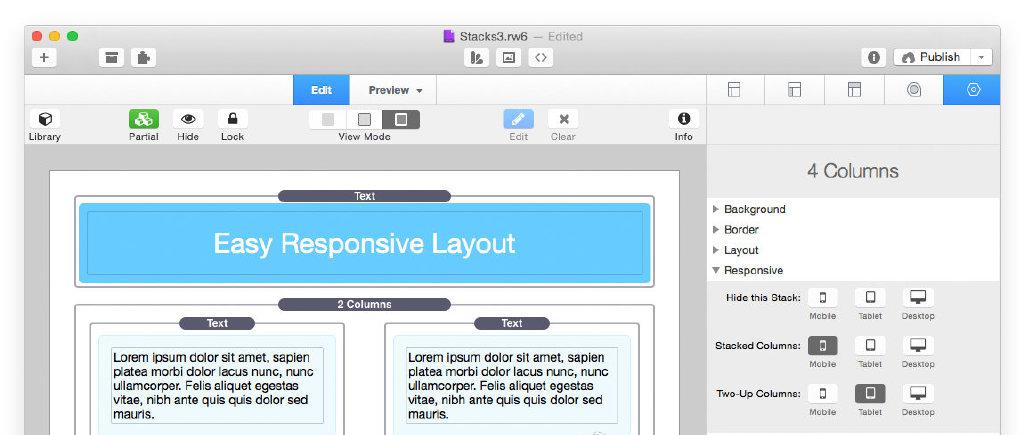 Stacks3.rw6 — Edited
Publish
Edit Preview
Library Partial Hide Lock View Mode Edit Clear Info
4 Columns
Text
Easy Responsive Layout
2 Columns
Text
Lorem ipsum dolor sit amet, sapien
platea morbi dolor lacus nunc, nunc
ullamcorper. Felis aliquet egestas
vitae, nibh ante quis quis dolor sed
mauris.
Text
Lorem ipsum dolor sit amet, sapien
platea morbi dolor lacus nunc, nunc
ullamcorper. Felis aliquet egestas
vitae, nibh ante quis quis dolor sed
mauris.
Background
Border
Layout
Responsive
Hide this Stack:
Mobile Tablet Desktop
Stacked Columns:
Mobile Tablet Desktop
Two-Up Columns:
Mobile Tablet Desktop